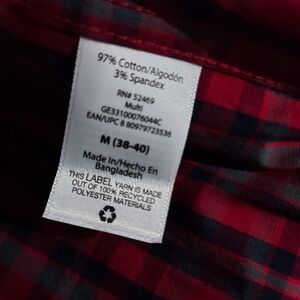 97% Cotton/Algodón
3% Spandex
RN# 52469
Multi
GE33100076044C
EAN/UPC 8 80979723536
M (38-40)
Made In/Hecho En
Bangladesh
THIS LABEL YARN IS MADE
OUT OF 100% RECYCLED
POLYESTER MATERIALS